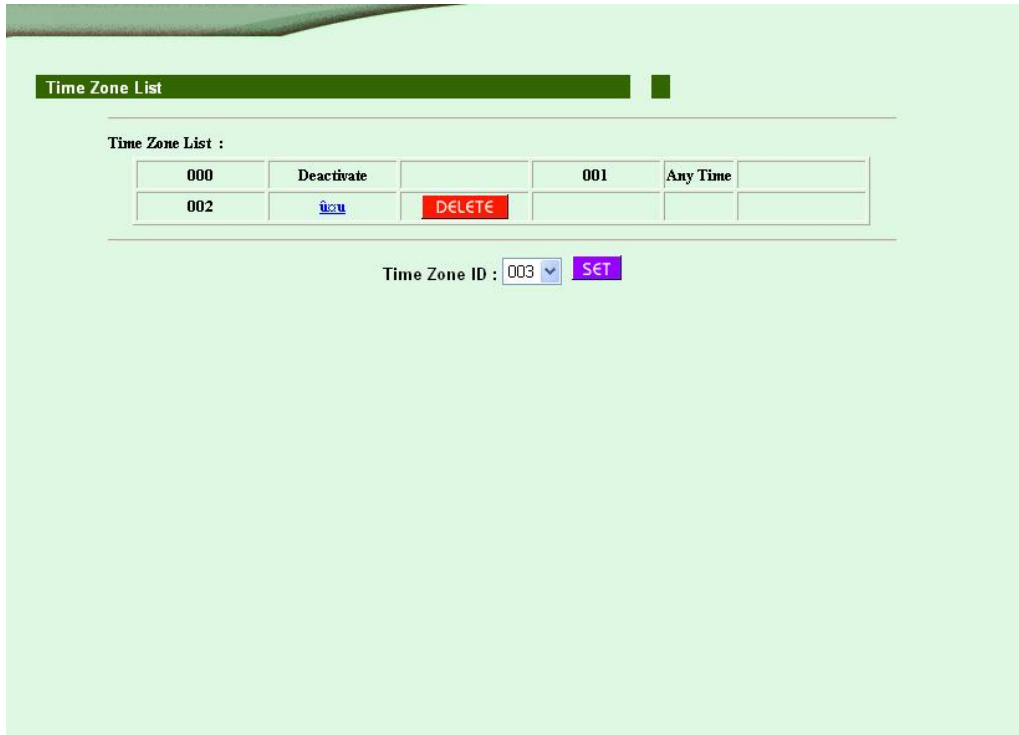 Time Zone List
Time Zone List :
000 Deactivate 001 Any Time
002 û¤u DELETE
Time Zone ID : 003 SET